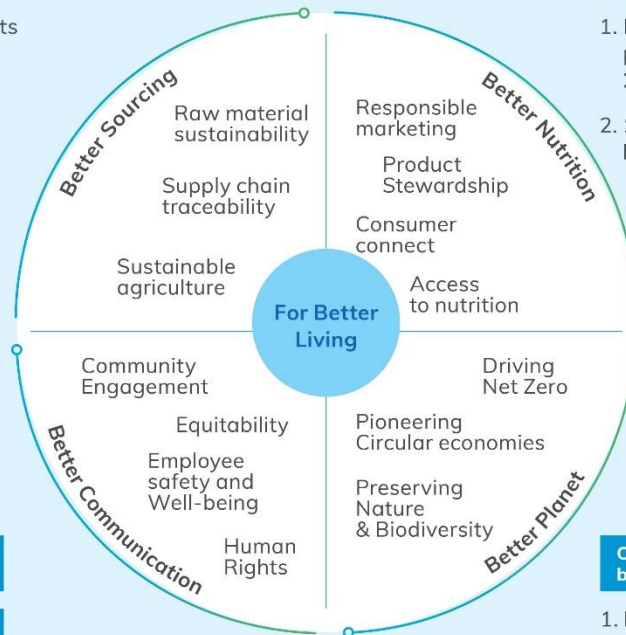 ts
Better Sourcing
Raw material
sustainability
Supply chain
traceability
Sustainable
agriculture
Better Nutrition
Responsible
marketing
Product
Stewardship
Consumer
connect
Access
to nutrition
For Better
Living
Better Communication
Community
Engagement
Equitability
Employee
safety and
Well-being
Human
Rights
Better Planet
Driving
Net Zero
Pioneering
Circular economies
Preserving
Nature
& Biodiversity
1.
2.
b
1.